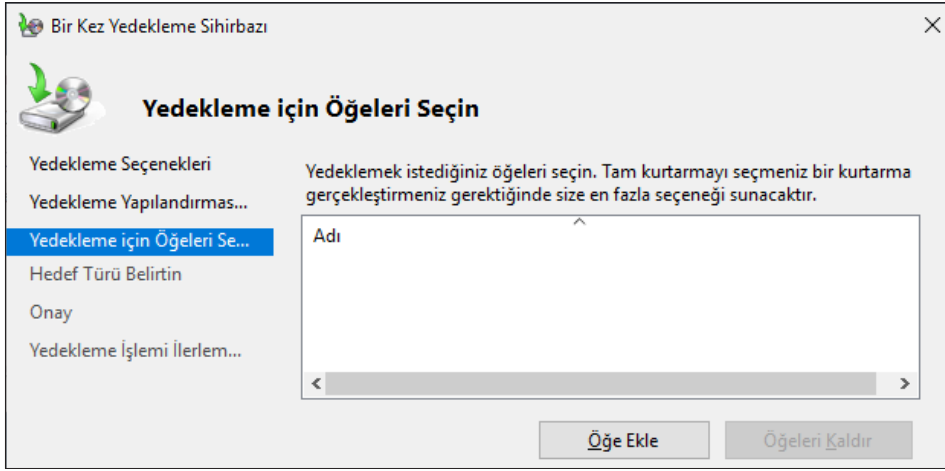 Bir Kez Yedekleme Sihirbazı
Yedekleme için Öğeleri Seçin
Yedekleme Seçenekleri
Yedekleme Yapılandırmas...
Yedekleme için Öğeleri Se...
Hedef Türü Belirtin
Onay
Yedekleme İşlemi İlerlem...
Yedeklemek istediğiniz öğeleri seçin. Tam kurtarmayı seçmeniz bir kurtarma
gerçekleştirmeniz gerektiğinde size en fazla seçeneği sunacaktır.
Adı
Öğe Ekle
Öğeleri Kaldır